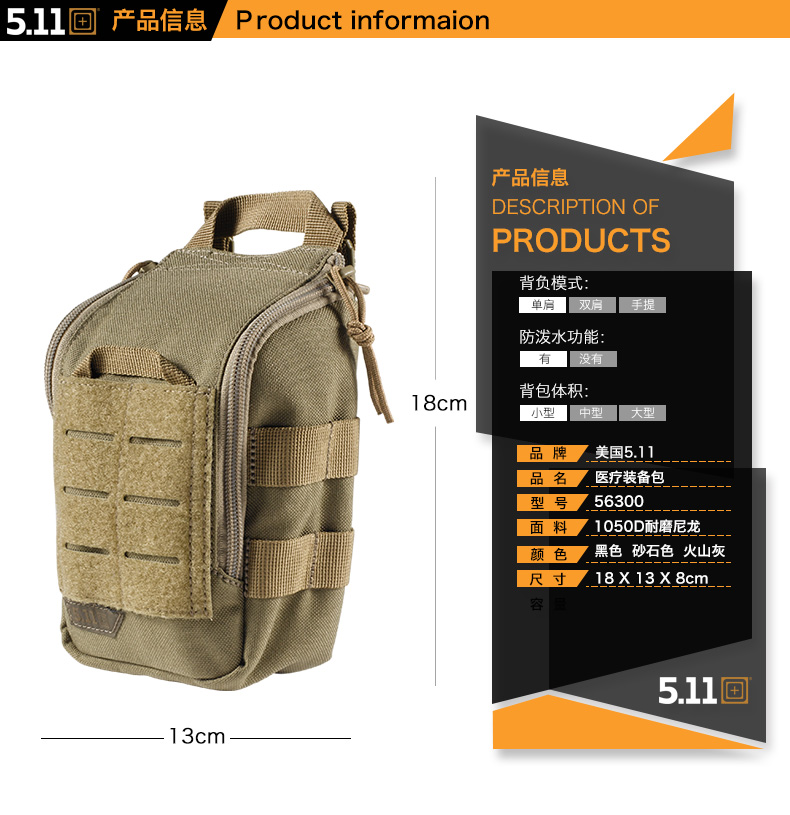 5.11 产品信息 Product informaion
产品信息
DESCRIPTION OF
PRODUCTS
背负模式:
单肩 双肩 手提
防泼水功能:
有 没有
背包体积:
小型 中型 大型
品 牌 美国5.11
品 名 医疗装备包
型 号 56300
面 料 1050D耐磨尼龙
颜 色 黑色 砂石色 火山灰
尺 寸 18 X 13 X 8cm
容
5.11
18cm
13cm